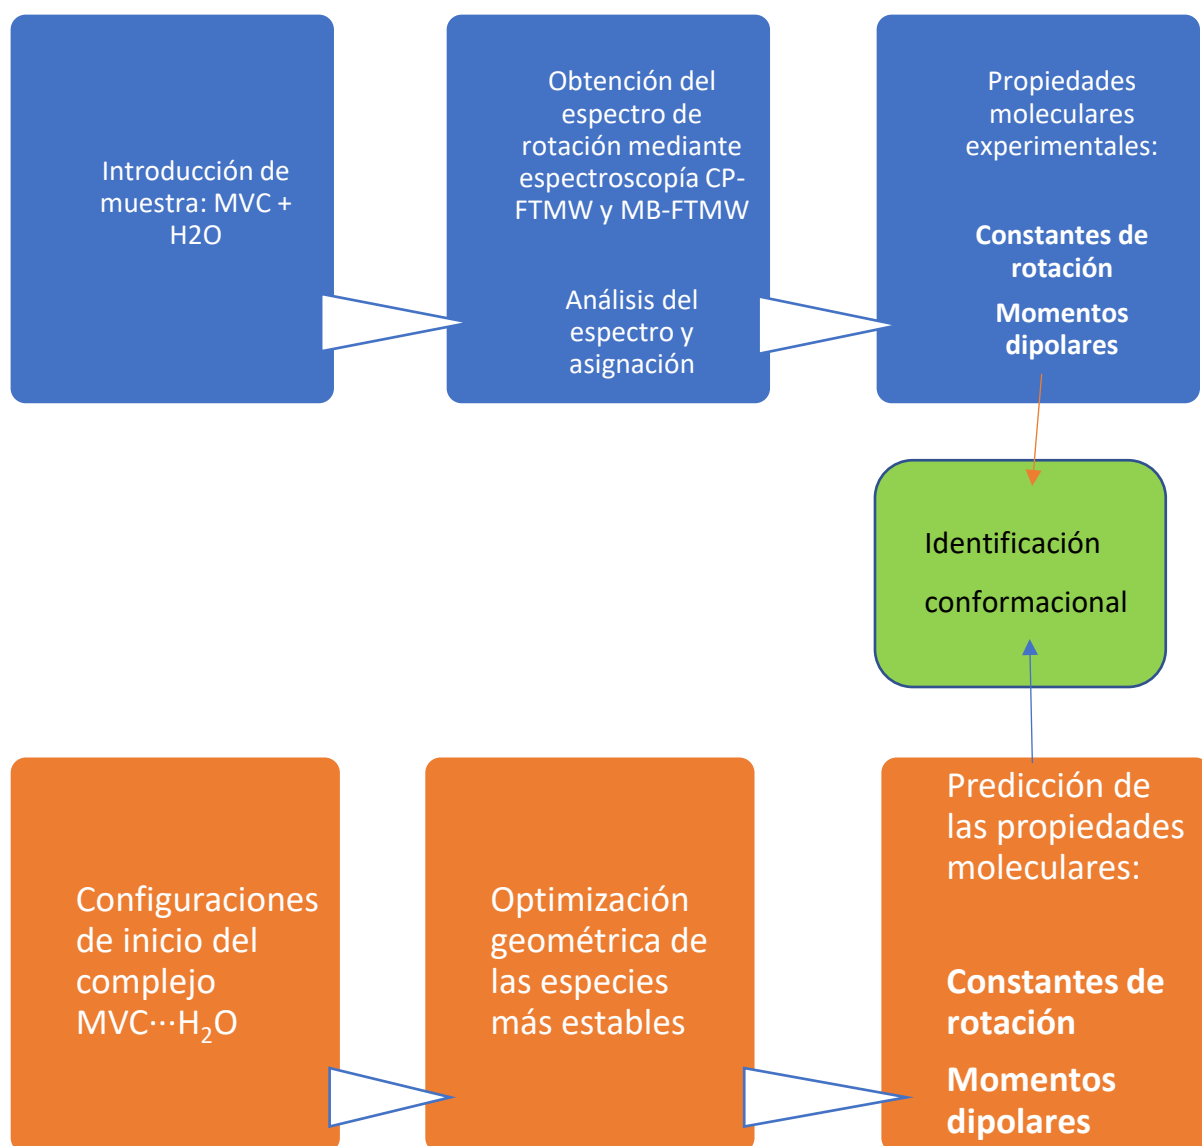 Introducción de
muestra: MVC +
H2O
Obtención del
espectro de
rotación mediante
espectroscopía CP-
FTMW y MB-FTMW
Análisis del
espectro y
asignación
Propiedades
moleculares
experimentales:
Constantes de
rotación
Momentos
dipolares
Identificación
conformacional
Configuraciones
de inicio del
complejo
MVC···H₂O
Optimización
geométrica de
las especies
más estables
Predicción de
las propiedades
moleculares:
Constantes de
rotación
Momentos
dipolares